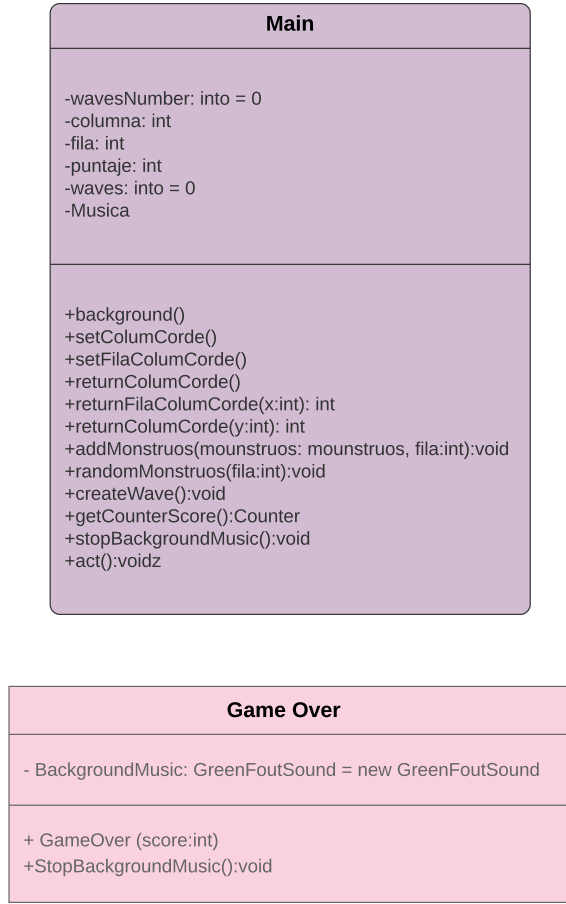 Main
-wavesNumber: into = 0
-columna: int
-fila: int
-puntaje: int
-waves: into = 0
-Musica
+background()
+setColumCorde()
+setFilaColumCorde()
+returnColumCorde()
+returnFilaColumCorde(x:int): int
+returnColumCorde(y:int): int
+addMonstruos(mounstruos: mounstruos, fila:int):void
+randomMonstruos(fila:int):void
+createWave():void
+getCounterScore():Counter
+stopBackgroundMusic():void
+act():voidz
Game Over
- BackgroundMusic: GreenFoutSound = new GreenFoutSound
+ GameOver (score:int)
+StopBackgroundMusic():void